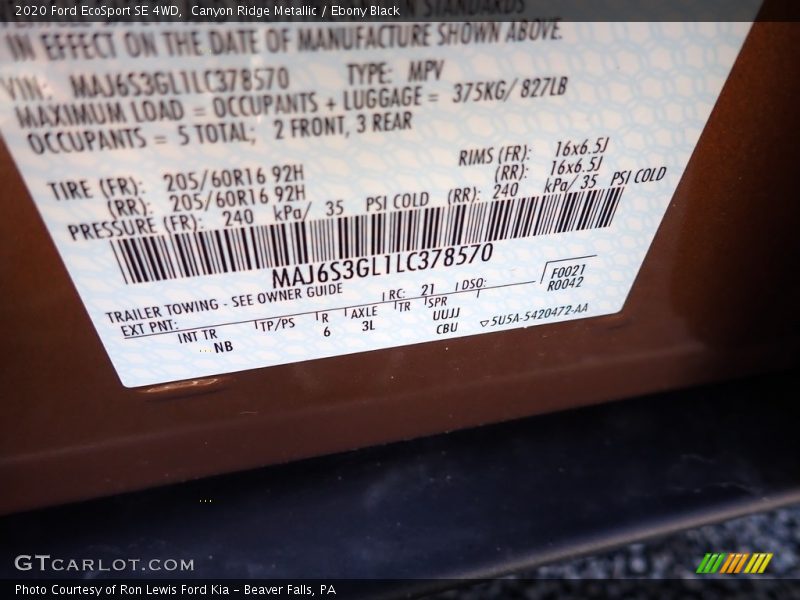 2020 Ford EcoSport SE 4WD, Canyon Ridge Metallic / Ebony Black
STANDARDS
IN EFFECT ON THE DATE OF MANUFACTURE SHOWN ABOVE.
VIN: MAJ6S3GL1LC378570 TYPE: MPV
MAXIMUM LOAD = OCCUPANTS + LUGGAGE = 375KG/ 827LB
OCCUPANTS = 5 TOTAL; 2 FRONT, 3 REAR
TIRE (FR): 205/60R16 92H RIMS (FR): 16x6.5J
(RR): 205/60R16 92H (RR): 16x6.5J
PRESSURE (FR): 240 kPa/ 35 PSI COLD (RR): 240 kPa/ 35 PSI COLD
MAJ6S3GL1LC378570
TRAILER TOWING - SEE OWNER GUIDE
EXT PNT: RC: 21 DSO: F0021
R0042
INT TR TP/PS R AXLE TR SPR
NB 6 3L UUJJ
CBU 5U5A-5420472-AA
GTCARLOT.COM
Photo Courtesy of Ron Lewis Ford Kia - Beaver Falls, PA